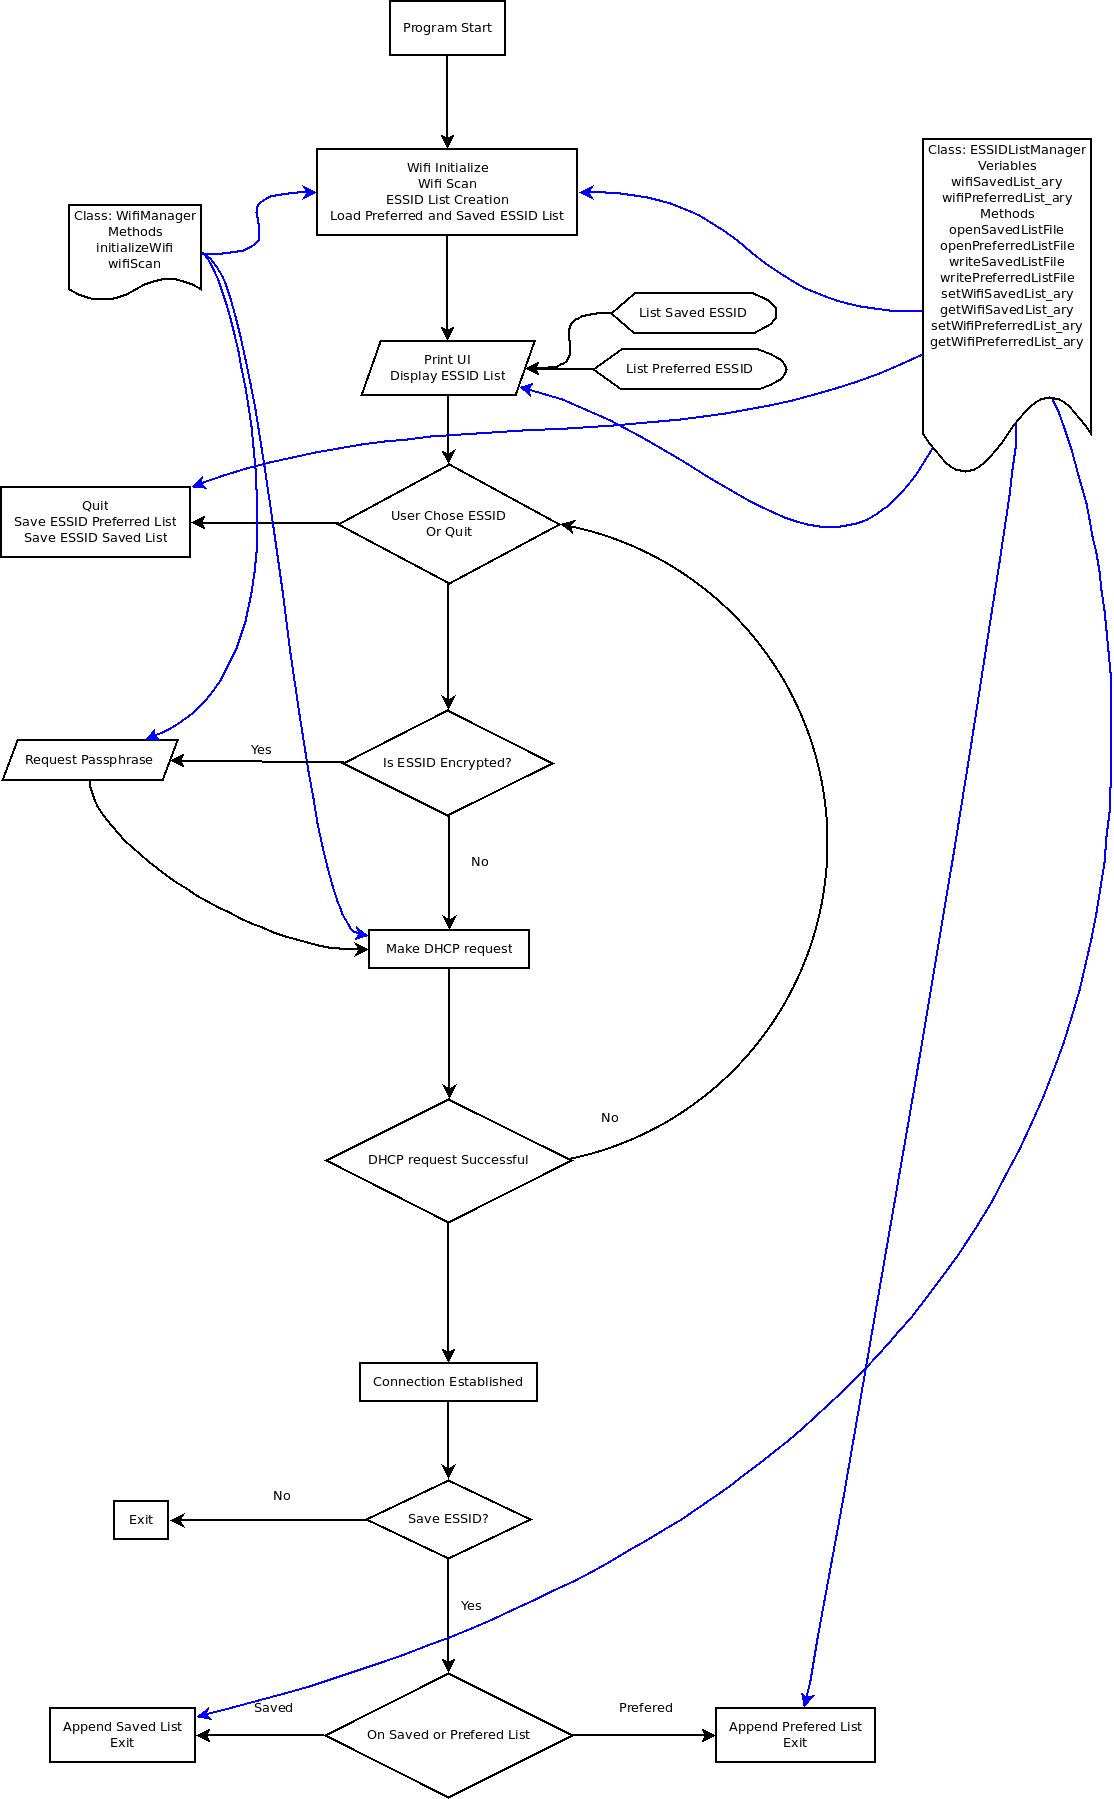 Program Start
Wifi Initialize
Wifi Scan
ESSID List Creation
Load Preferred and Saved ESSID List
Class: WifiManager
Methods
initializeWifi
wifiScan
Class: ESSIDListManager
Veriables
wifiSavedList_ary
wifiPreferredList_ary
Methods
openSavedListFile
openPreferredListFile
writeSavedListFile
writePreferredListFile
setWifiSavedList_ary
getWifiSavedList_ary
setWifiPreferredList_ary
getWifiPreferredList_ary
List Saved ESSID
Print UI
Display ESSID List
List Preferred ESSID
Quit
Save ESSID Preferred List
Save ESSID Saved List
User Chose ESSID
Or Quit
Yes
Request Passphrase
Is ESSID Encrypted?
No
Make DHCP request
No
DHCP request Successful
Connection Established
No
Exit
Save ESSID?
Yes
Saved
Prefered
Append Saved List
Exit
On Saved or Prefered List
Append Prefered List
Exit